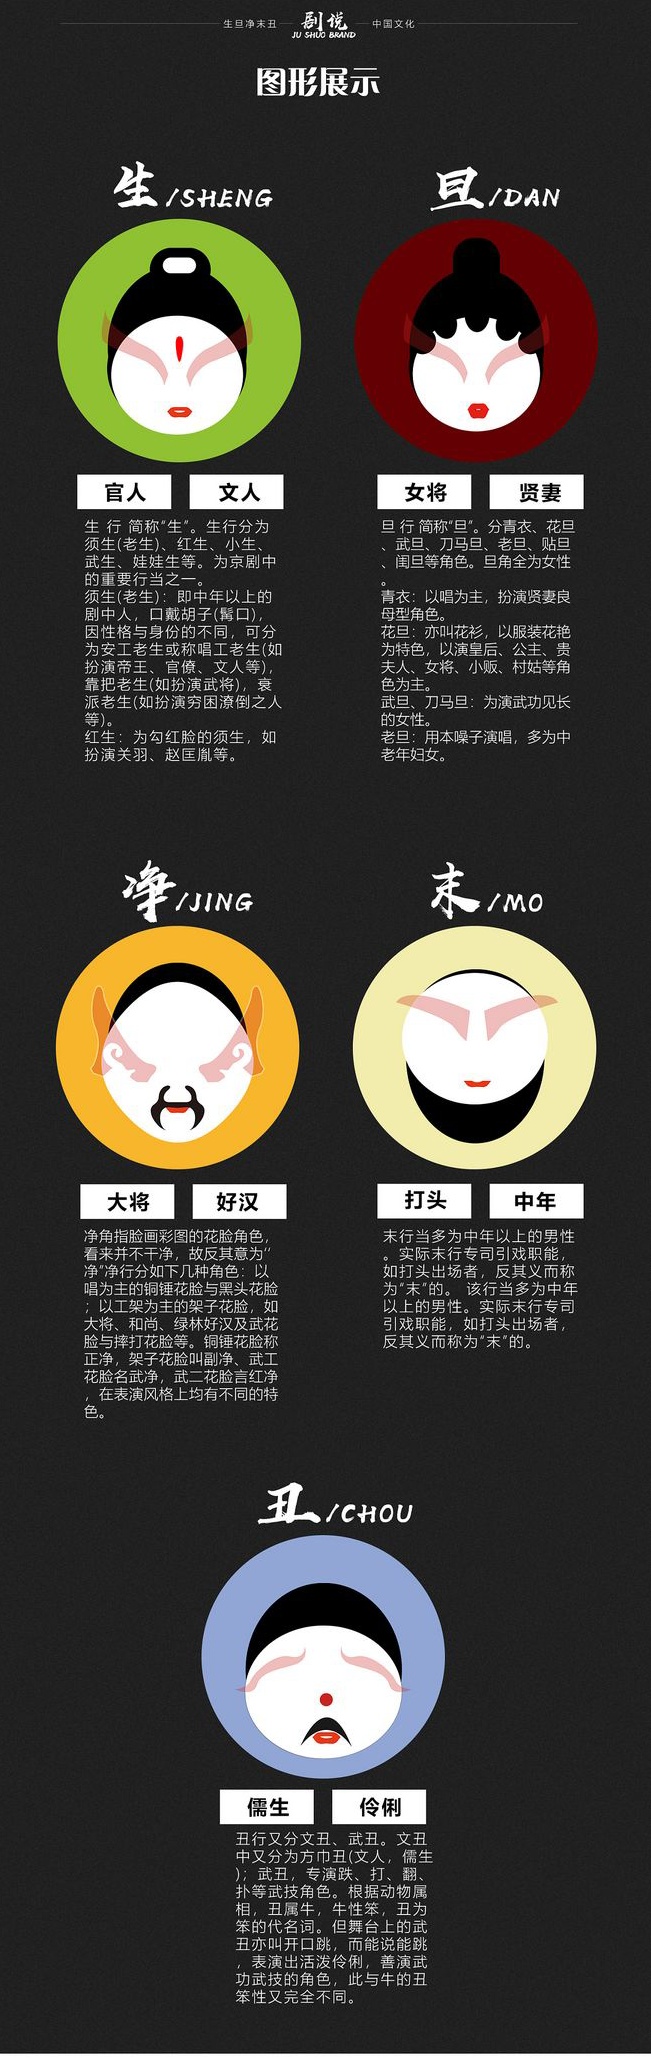 生旦净末丑 剧说 中国文化
JU SHUO BRAND
图形展示
生/SHENG
官人 文人
生 行 简称“生”。生行分为
须生(老生)、红生、小生、
武生、娃娃生等。为京剧中
的重要行当之一。
须生(老生)：即中年以上的
剧中人，口戴胡子(髯口)，
因性格与身份的不同，可分
为安工老生或称唱工老生(如
扮演帝王、官僚、文人等)，
靠把老生(如扮演武将)，衰
派老生(如扮演穷困潦倒之人
等)。
红生：为勾红脸的须生，如
扮演关羽、赵匡胤等。
旦/DAN
女将 贤妻
旦 行 简称“旦”。分青衣、花旦
、武旦、刀马旦、老旦、贴旦
、闺旦等角色。旦角全为女性
。
青衣：以唱为主，扮演贤妻良
母型角色。
花旦：亦叫花衫，以服装花艳
为特色，以演皇后、公主、贵
夫人、女将、小贩、村姑等角
色为主。
武旦、刀马旦：为演武功见长
的女性。
老旦：用本嗓子演唱，多为中
老年妇女。
净/JING
大将 好汉
净角指脸画彩图的花脸角色，
看来并不干净，故反其意为“
净”净行分如下几种角色：以
唱为主的铜锤花脸与黑头花脸
；以工架为主的架子花脸，如
大将、和尚、绿林好汉及武花
脸与摔打花脸等。铜锤花脸称
正净，架子花脸叫副净、武工
花脸名武净，武二花脸言红净
，在表演风格上均有不同的特
色。
末/MO
打头 中年
末行当多为中年以上的男性
。实际末行专司引戏职能，
如打头出场者，反其义而称
为“末”的。 该行当多为中年
以上的男性。实际末行专司
引戏职能，如打头出场者，
反其义而称为“末”的。
丑/CHOU
儒生 伶俐
丑行又分文丑、武丑。文丑
中又分为方巾丑(文人，儒生
)；武丑，专演跌、打、翻、
扑等武技角色。根据动物属
相，丑属牛，牛性笨，丑为
笨的代名词。但舞台上的武
丑亦叫开口跳，而能说能跳
，表演出活泼伶俐，善演武
功武技的角色，此与牛的丑
笨性又完全不同。